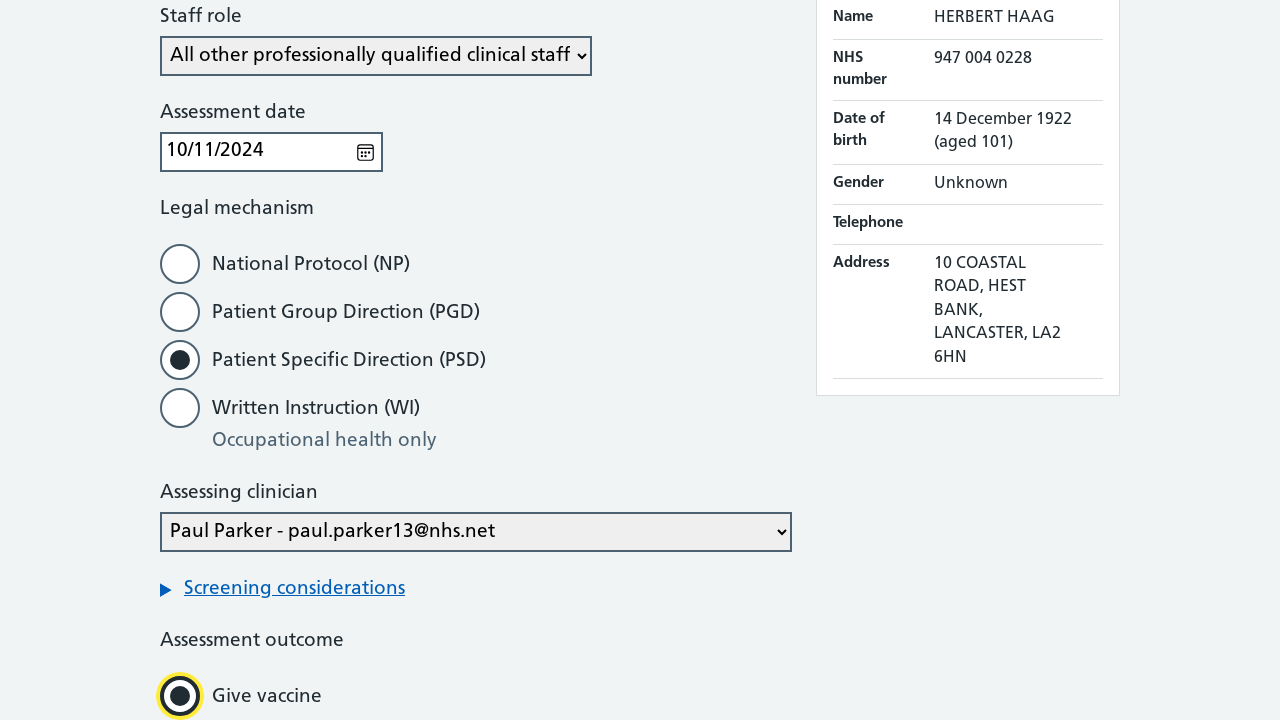 Staff role
All other professionally qualified clinical staff
Assessment date
10/11/2024
Legal mechanism
National Protocol (NP)
Patient Group Direction (PGD)
Patient Specific Direction (PSD)
Written Instruction (WI)
Occupational health only
Assessing clinician
Paul Parker - paul.parker13@nhs.net
Screening considerations
Assessment outcome
Give vaccine
Name HERBERT HAAG
NHS number 947 004 0228
Date of birth 14 December 1922
(aged 101)
Gender Unknown
Telephone
Address 10 COASTAL
ROAD, HEST
BANK,
LANCASTER, LA2
6HN